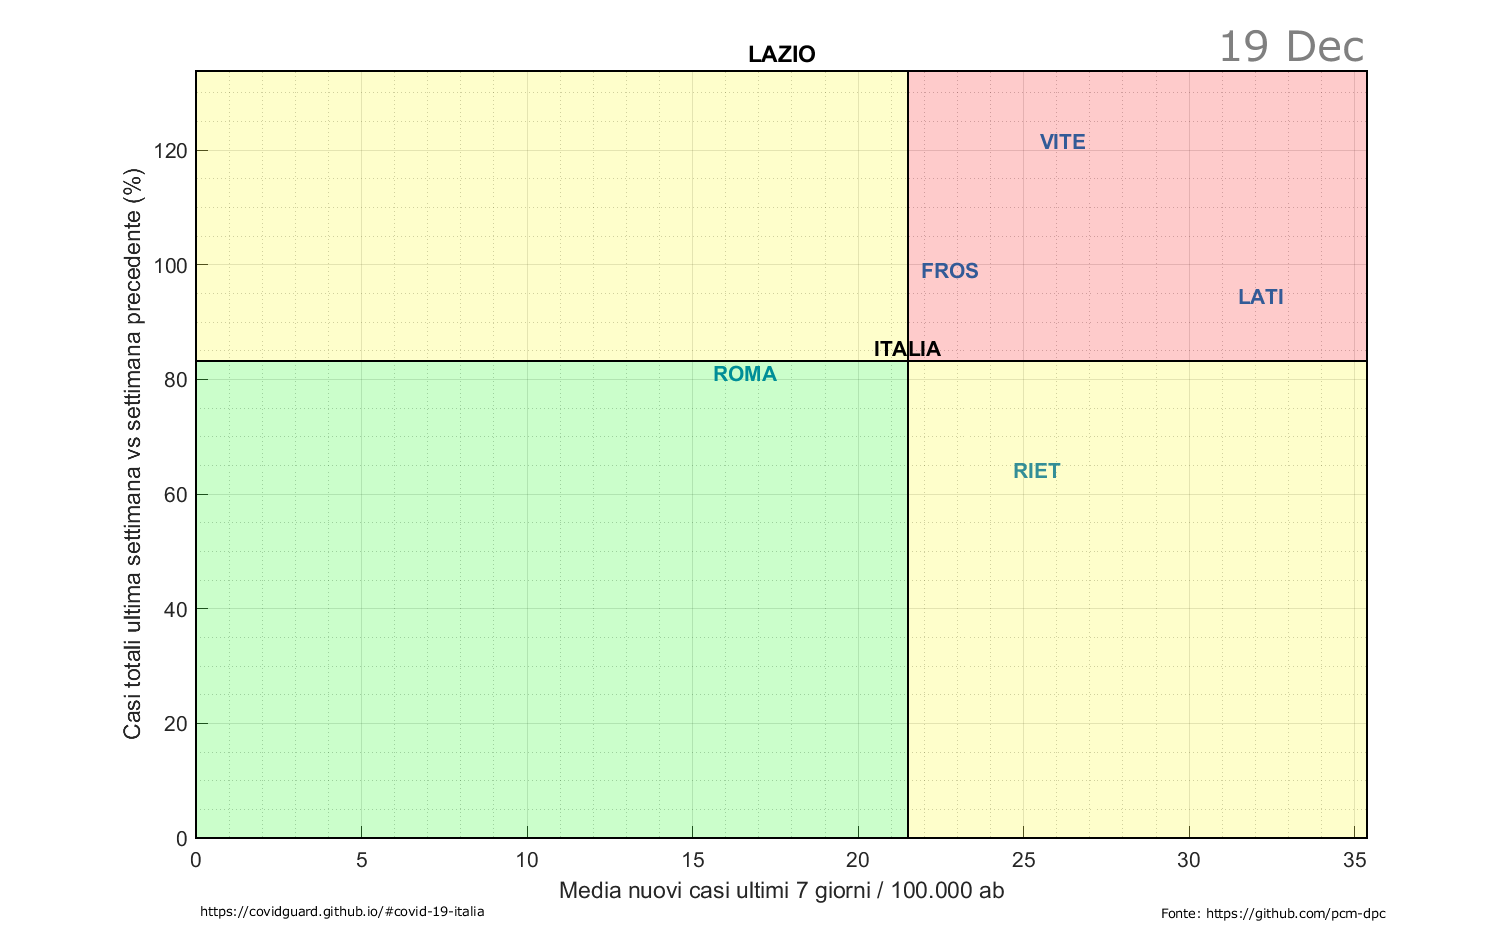 19 Dec
LAZIO
Casi totali ultima settimana vs settimana precedente (%)
120
100
80
60
40
20
0
VITE
FROS
LATI
ITALIA
ROMA
RIET
0 5 10 15 20 25 30 35
Media nuovi casi ultimi 7 giorni / 100.000 ab
https://covidguard.github.io/#covid-19-italia
Fonte: https://github.com/pcm-dpc